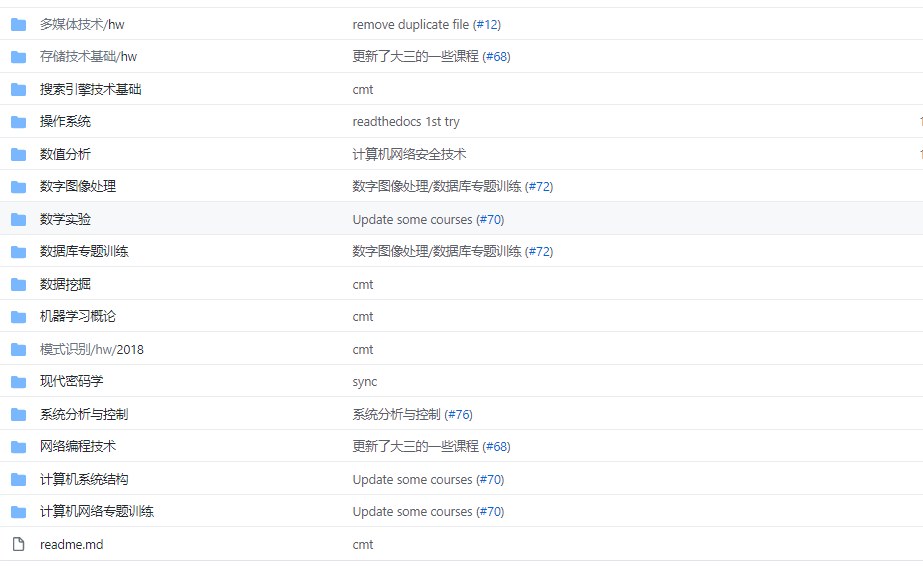 多媒体技术/hw remove duplicate file (#12)
存储技术基础/hw 更新了大三的一些课程 (#68)
搜索引擎技术基础 cmt
操作系统 readthedocs 1st try
数值分析 计算机网络安全技术
数字图像处理 数字图像处理/数据库专题训练 (#72)
数学实验 Update some courses (#70)
数据库专题训练 数字图像处理/数据库专题训练 (#72)
数据挖掘 cmt
机器学习概论 cmt
模式识别/hw/2018 cmt
现代密码学 sync
系统分析与控制 系统分析与控制 (#76)
网络编程技术 更新了大三的一些课程 (#68)
计算机系统结构 Update some courses (#70)
计算机网络专题训练 Update some courses (#70)
readme.md cmt